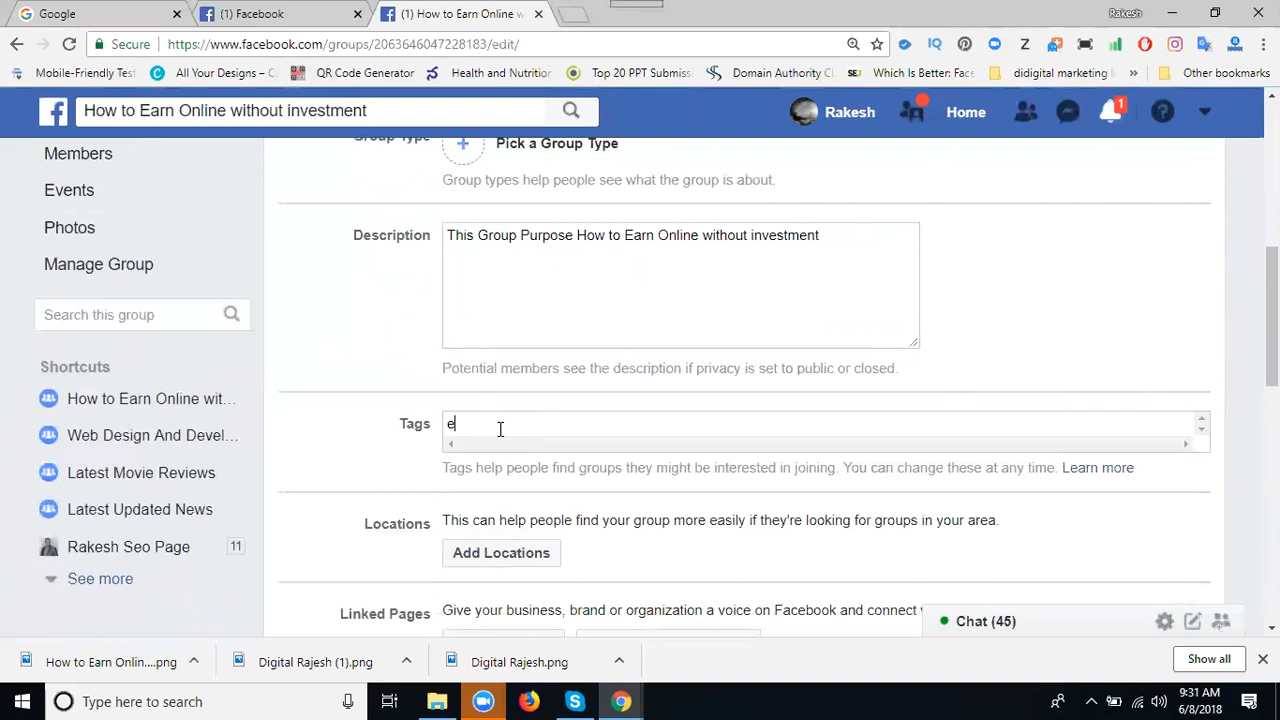 Google
(1) Facebook
(1) How to Earn Online w
Rakesh
Secure
https://www.facebook.com/groups/2063646047228183/edit/
Mobile-Friendly Test
All Your Designs – C
QR Code Generator
Health and Nutrition
Top 20 PPT Submiss
Domain Authority C
Which Is Better: Fac
didigital marketing
Other bookmarks
How to Earn Online without investment
Rakesh
Home
1
Members
Group Type
Pick a Group Type
Group types help people see what the group is about.
Events
Photos
Manage Group
Search this group
Description
This Group Purpose How to Earn Online without investment
Potential members see the description if privacy is set to public or closed.
Shortcuts
How to Earn Online wit...
Web Design And Devel...
Latest Movie Reviews
Latest Updated News
Rakesh Seo Page 11
See more
Tags
e
Tags help people find groups they might be interested in joining. You can change these at any time. Learn more
Locations
This can help people find your group more easily if they're looking for groups in your area.
Add Locations
Linked Pages
Give your business, brand or organization a voice on Facebook and connect
Chat (45)
How to Earn Onlin....png
Digital Rajesh (1).png
Digital Rajesh.png
Show all
Type here to search
9:31 AM
6/8/2018